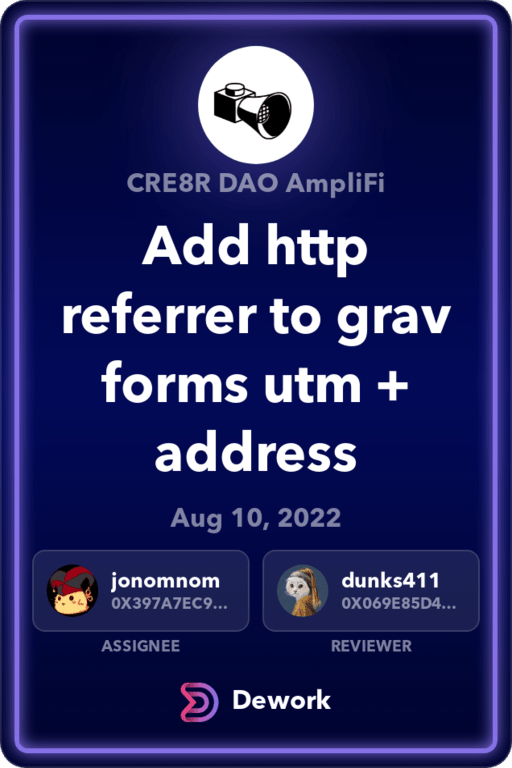 CRE8R DAO AmpliFi
Add http
referrer to grav
forms utm +
address
Aug 10, 2022
jonomnom
0X397A7EC9...
dunks411
0X069E85D4...
ASSIGNEE
REVIEWER
Dework